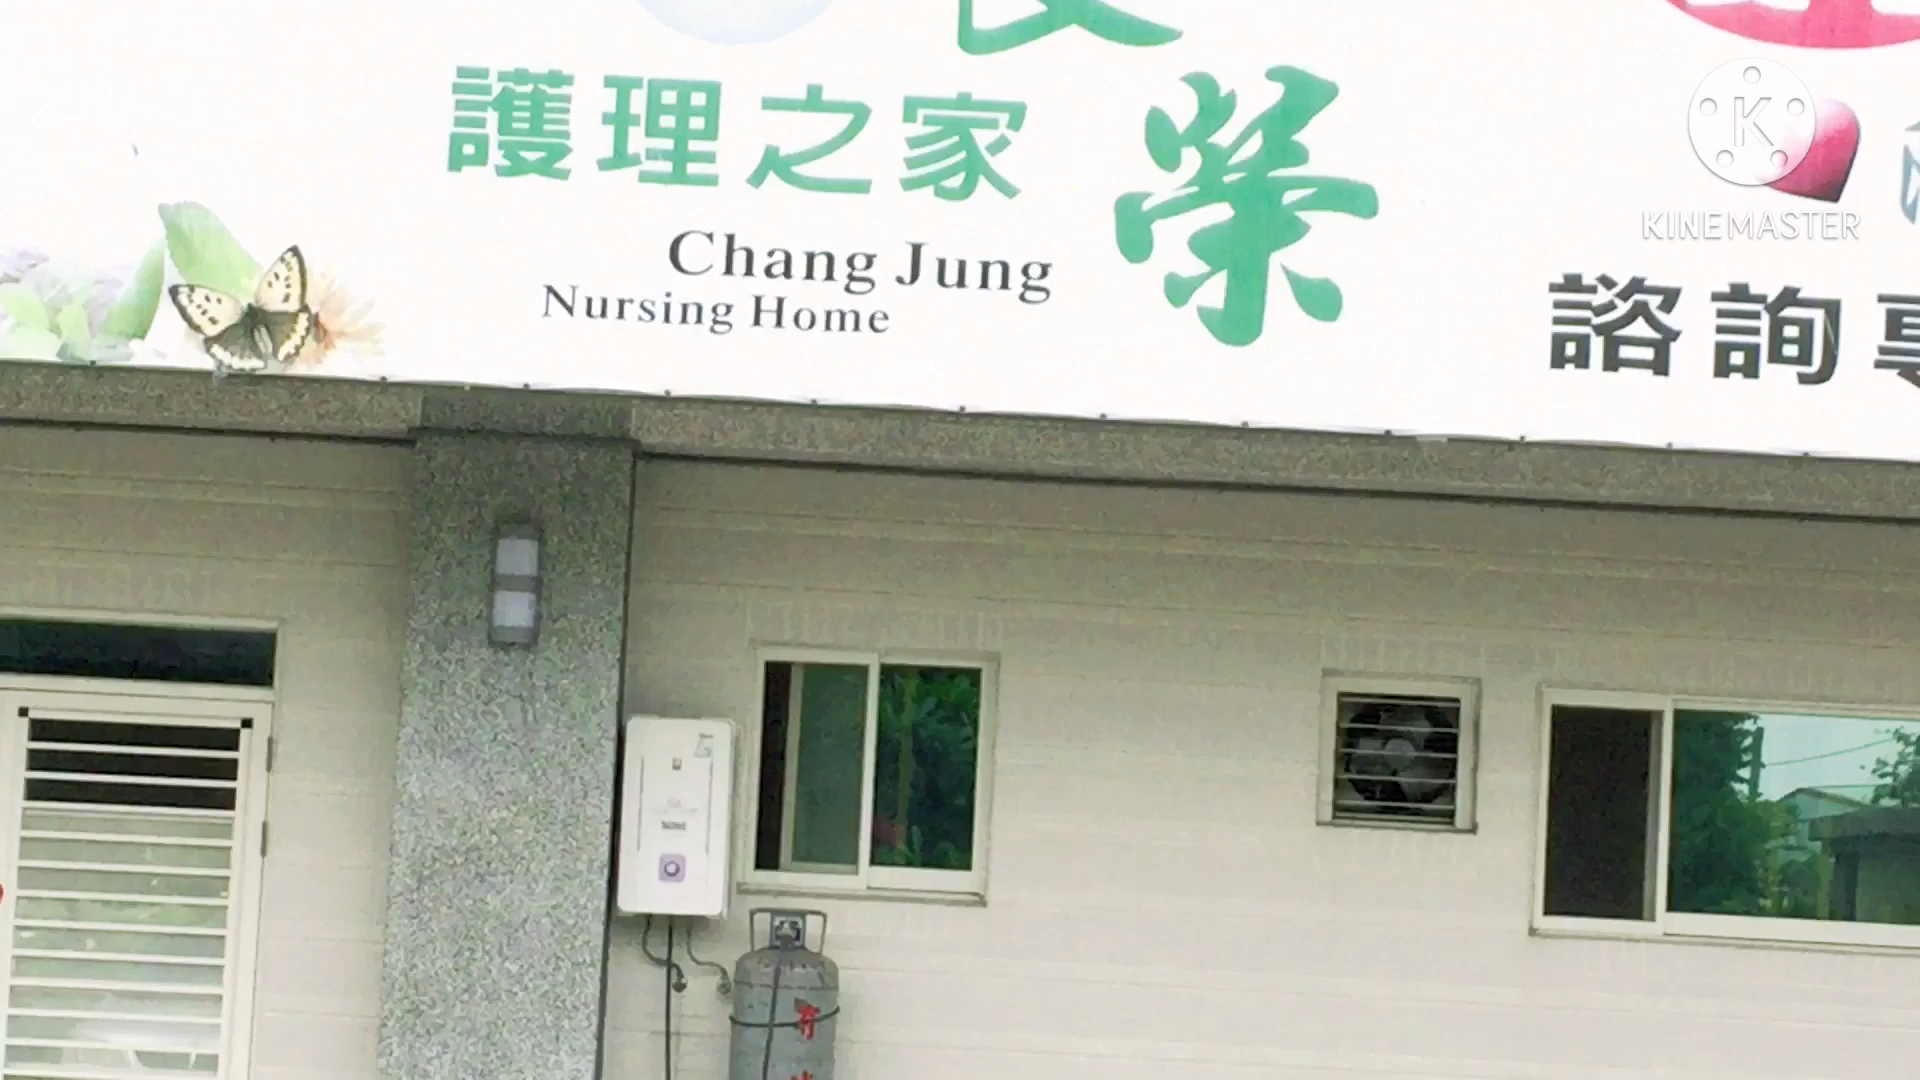 護理之家
榮
Chang Jung
Nursing Home
諮詢
KINEMASTER